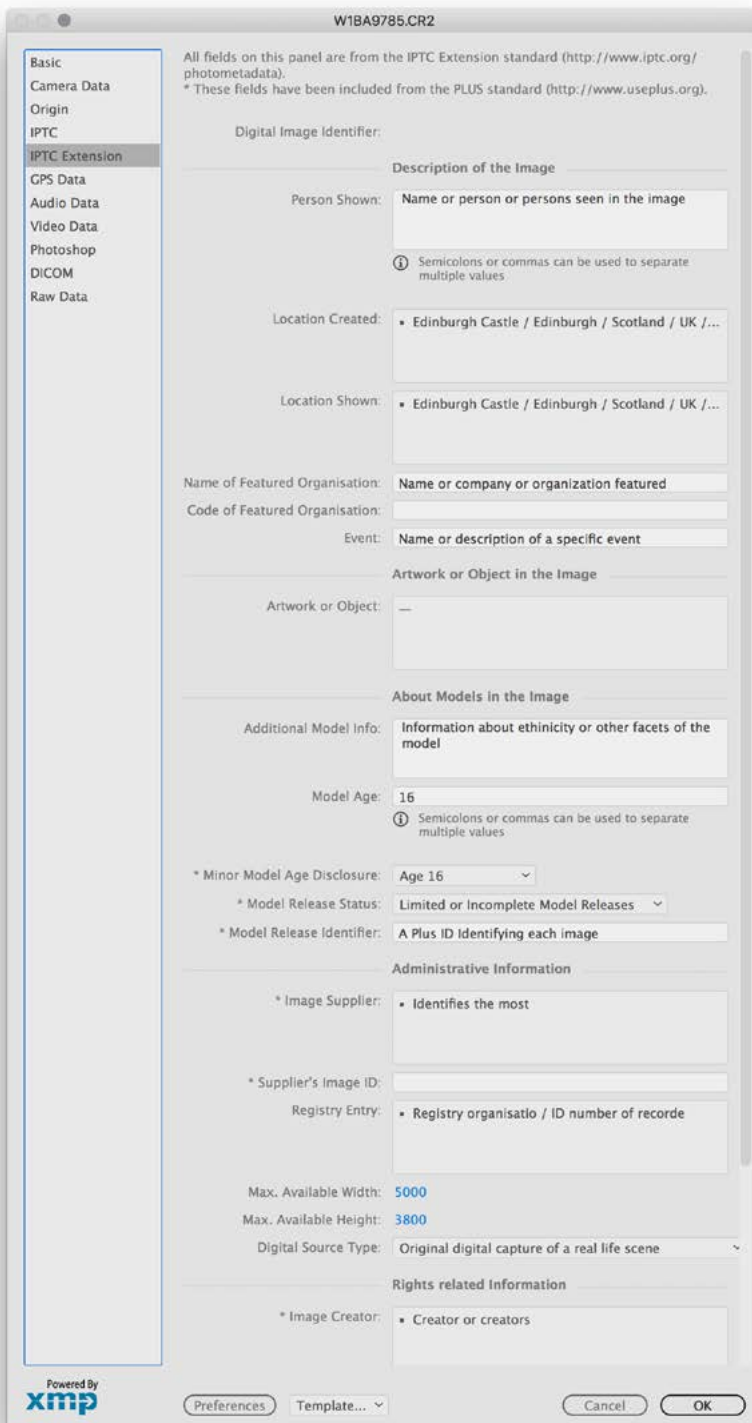 W1BA9785.CR2
Basic
Camera Data
Origin
IPTC
IPTC Extension
GPS Data
Audio Data
Video Data
Photoshop
DICOM
Raw Data
All fields on this panel are from the IPTC Extension standard (http://www.iptc.org/
photometadata).
* These fields have been included from the PLUS standard (http://www.useplus.org).
Digital Image Identifier:
Description of the Image
Person Shown: Name or person or persons seen in the image
Semicolons or commas can be used to separate
multiple values
Location Created: • Edinburgh Castle / Edinburgh / Scotland / UK /...
Location Shown: • Edinburgh Castle / Edinburgh / Scotland / UK /...
Name of Featured Organisation: Name or company or organization featured
Code of Featured Organisation:
Event: Name or description of a specific event
Artwork or Object in the Image
Artwork or Object: —
About Models in the Image
Additional Model Info: Information about ethinicity or other facets of the
model
Model Age: 16
Semicolons or commas can be used to separate
multiple values
* Minor Model Age Disclosure: Age 16
* Model Release Status: Limited or Incomplete Model Releases
* Model Release Identifier: A Plus ID Identifying each image
Administrative Information
* Image Supplier: • Identifies the most
* Supplier's Image ID:
Registry Entry: • Registry organisatio / ID number of recorde
Max. Available Width: 5000
Max. Available Height: 3800
Digital Source Type: Original digital capture of a real life scene
Rights related Information
* Image Creator: • Creator or creators
Powered By
xmp
Preferences Template... Cancel OK